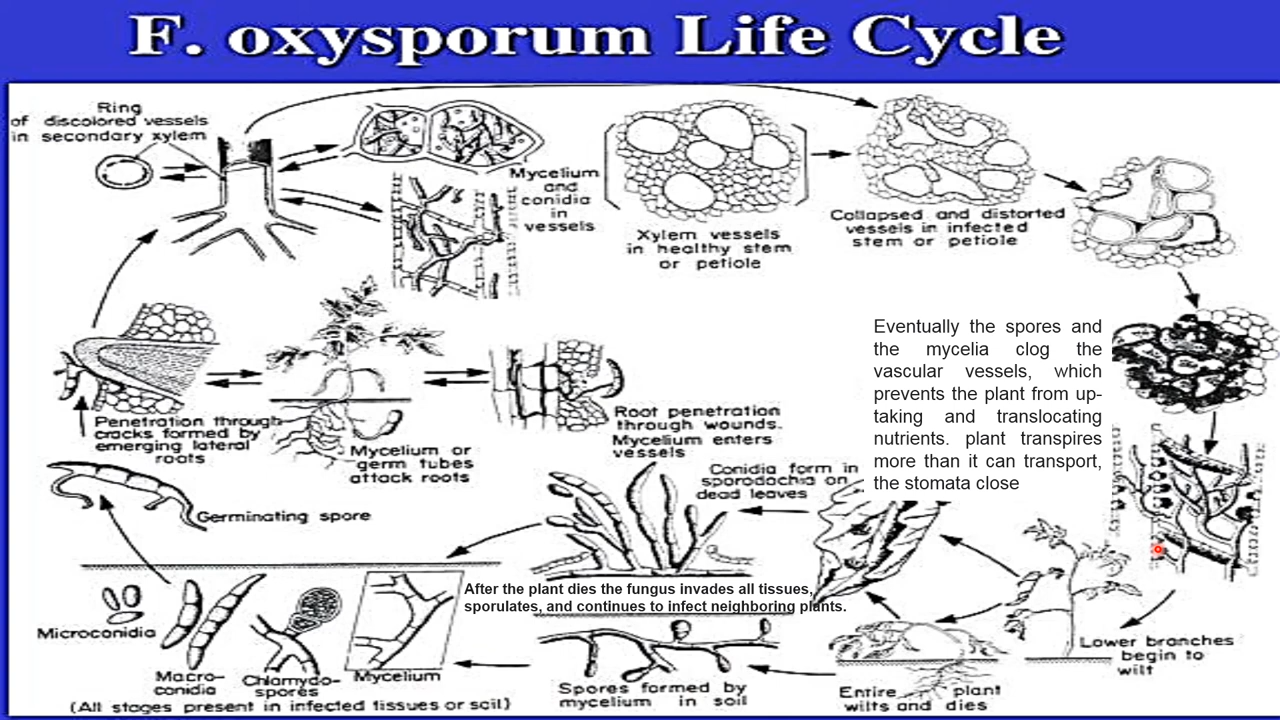 F. oxysporum Life Cycle
Ring
of discolored vessels
in secondary xylem
Mycelium
and
conidia
in
vessels
Xylem vessels
in healthy stem
or petiole
Collapsed and distorted
vessels in infected
stem or petiole
Eventually the spores and
the mycelia clog the
vascular vessels, which
prevents the plant from up-
taking and translocating
nutrients. plant transpires
more than it can transport,
the stomata close
Penetration through
cracks formed by
emerging lateral
roots
Mycelium or
germ tubes
attack roots
Root penetration
through wounds.
Mycelium enters
vessels
Conidia form in
sporodochia on
dead leaves
Germinating spore
After the plant dies the fungus invades all tissues,
sporulates, and continues to infect neighboring plants.
Microconidia
Macro-
conidia
Chlamydo-
spores
Mycelium
(All stages present in infected tissues or soil)
Spores formed by
mycelium in soil
Entire plant
wilts and dies
Lower branches
begin to
wilt